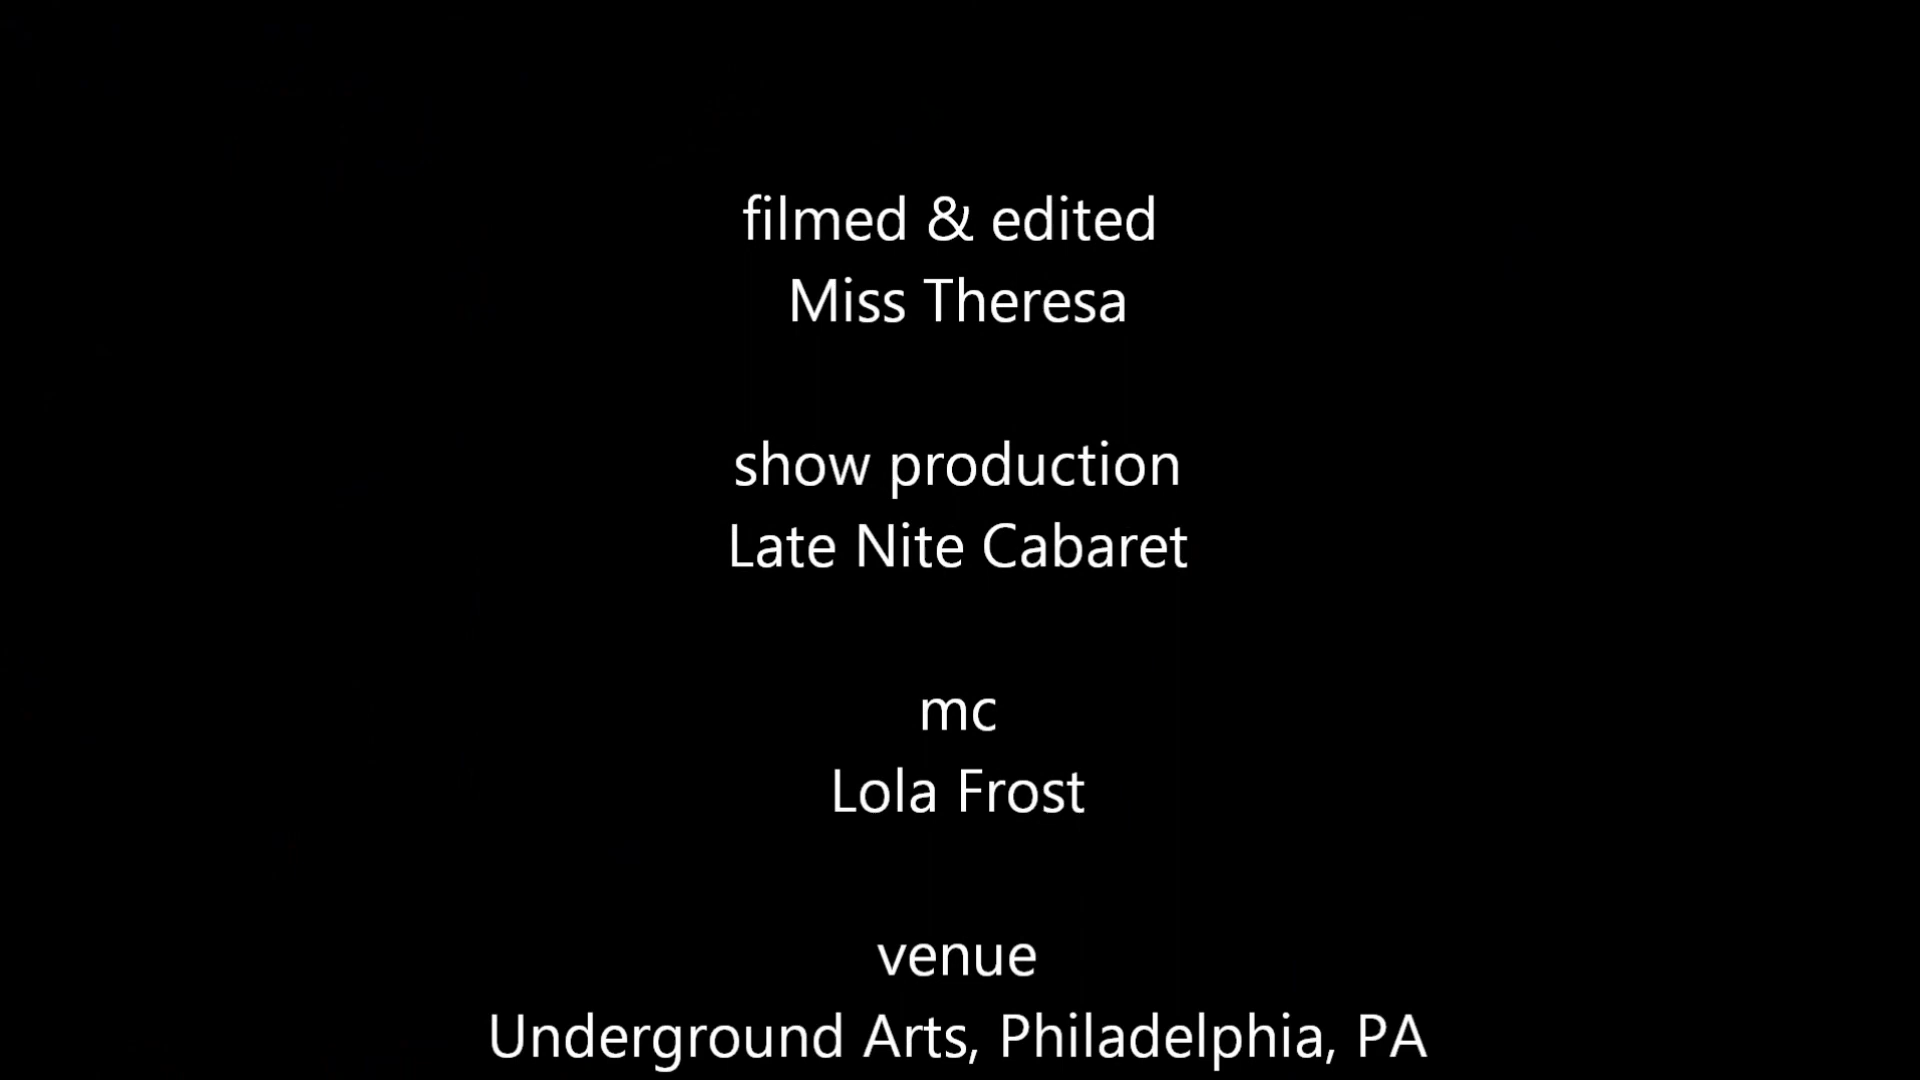 filmed & edited
Miss Theresa
show production
Late Nite Cabaret
mc
Lola Frost
venue
Underground Arts, Philadelphia, PA